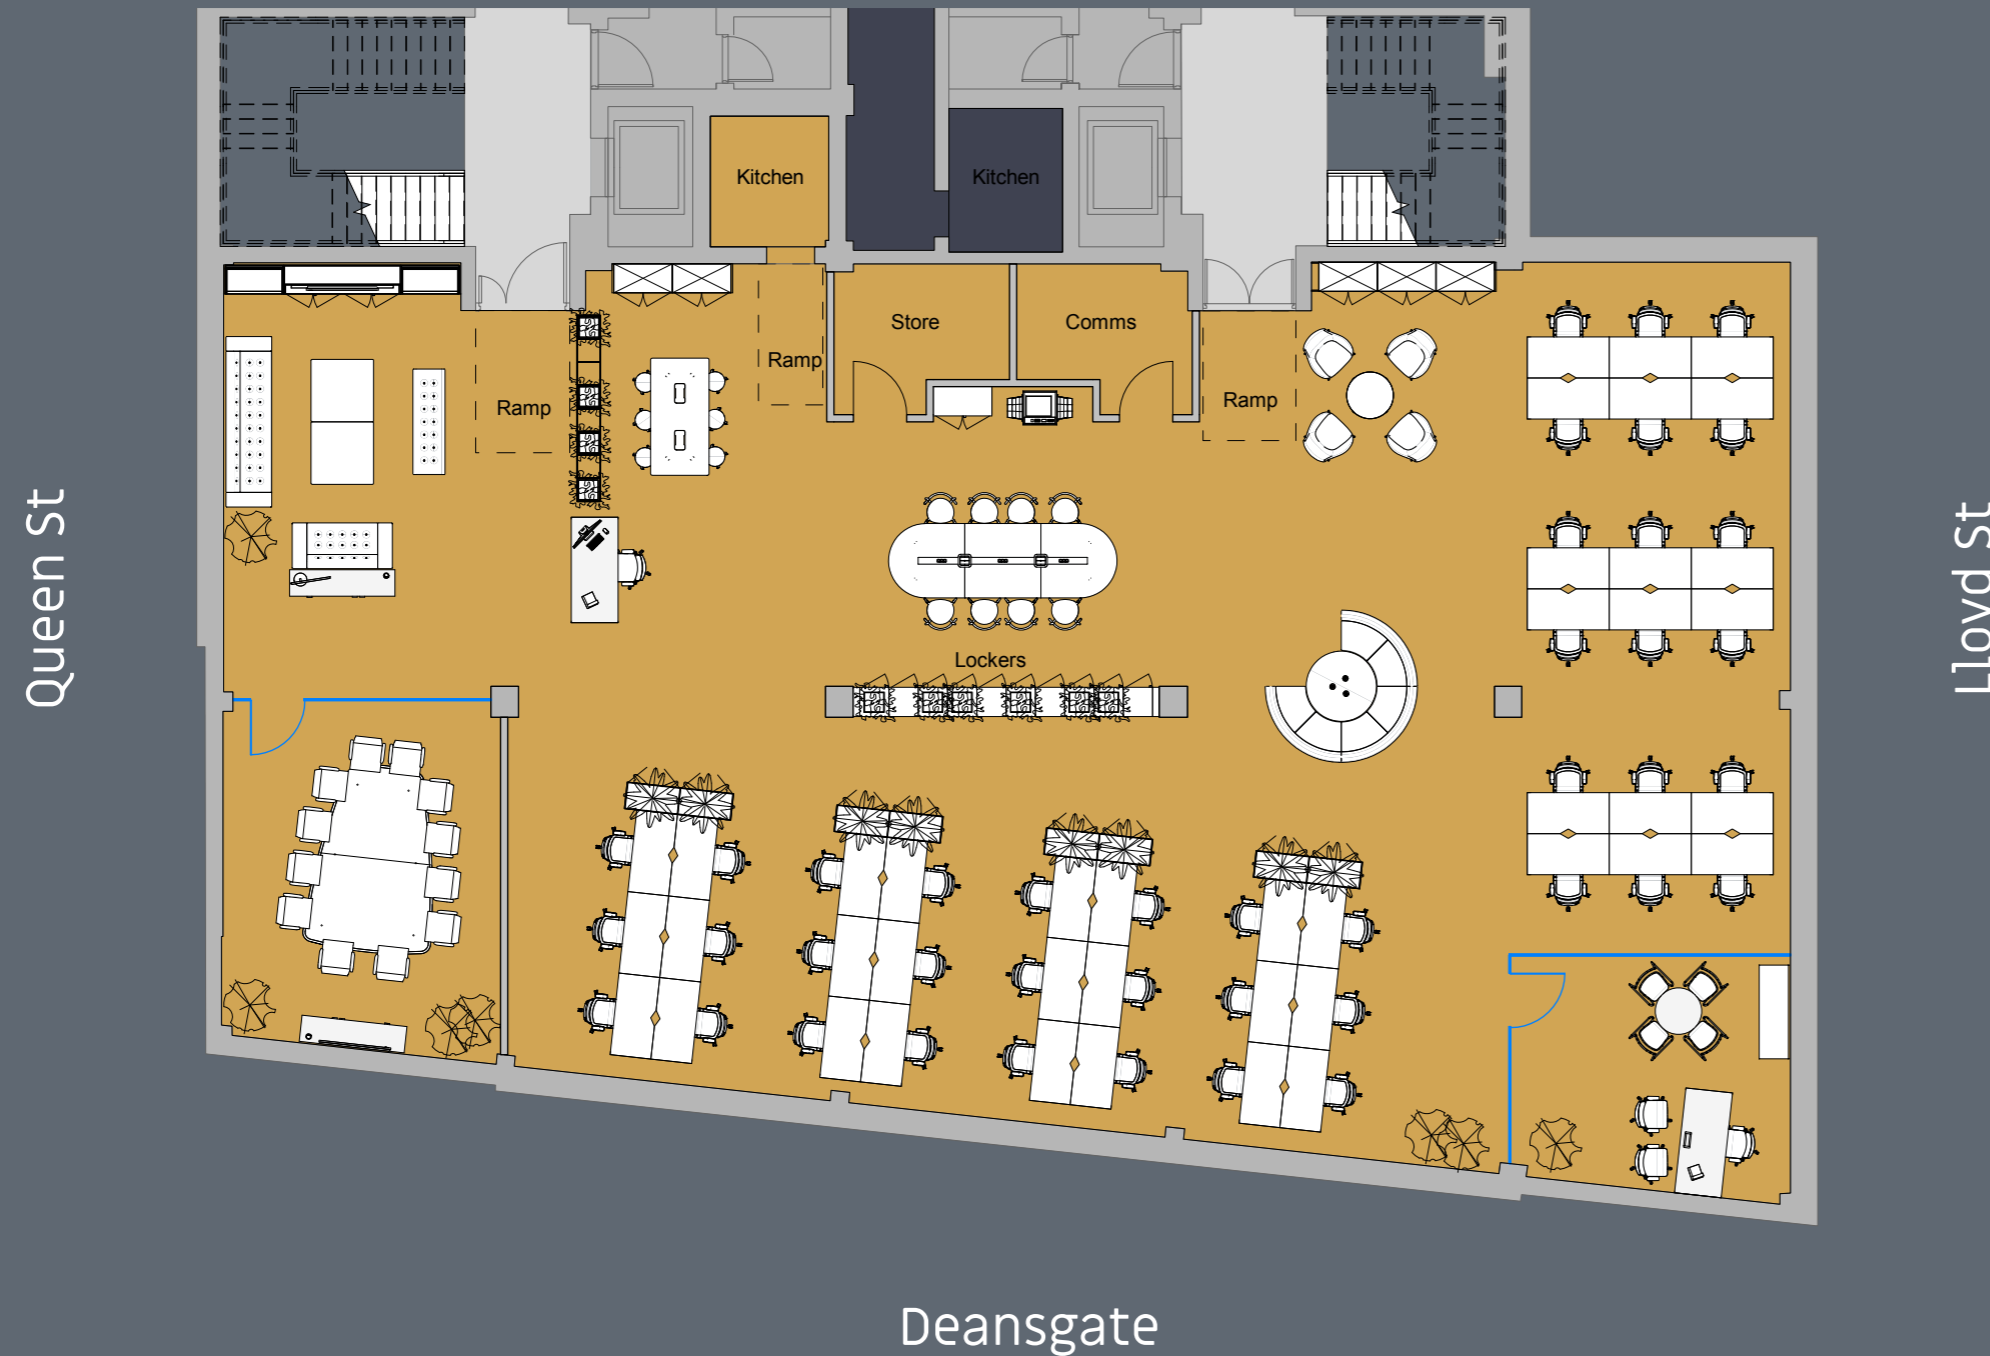 Kitchen
Kitchen
Store
Comms
Ramp
Ramp
Ramp
Lockers
Queen St
Lloyd St
Deansgate